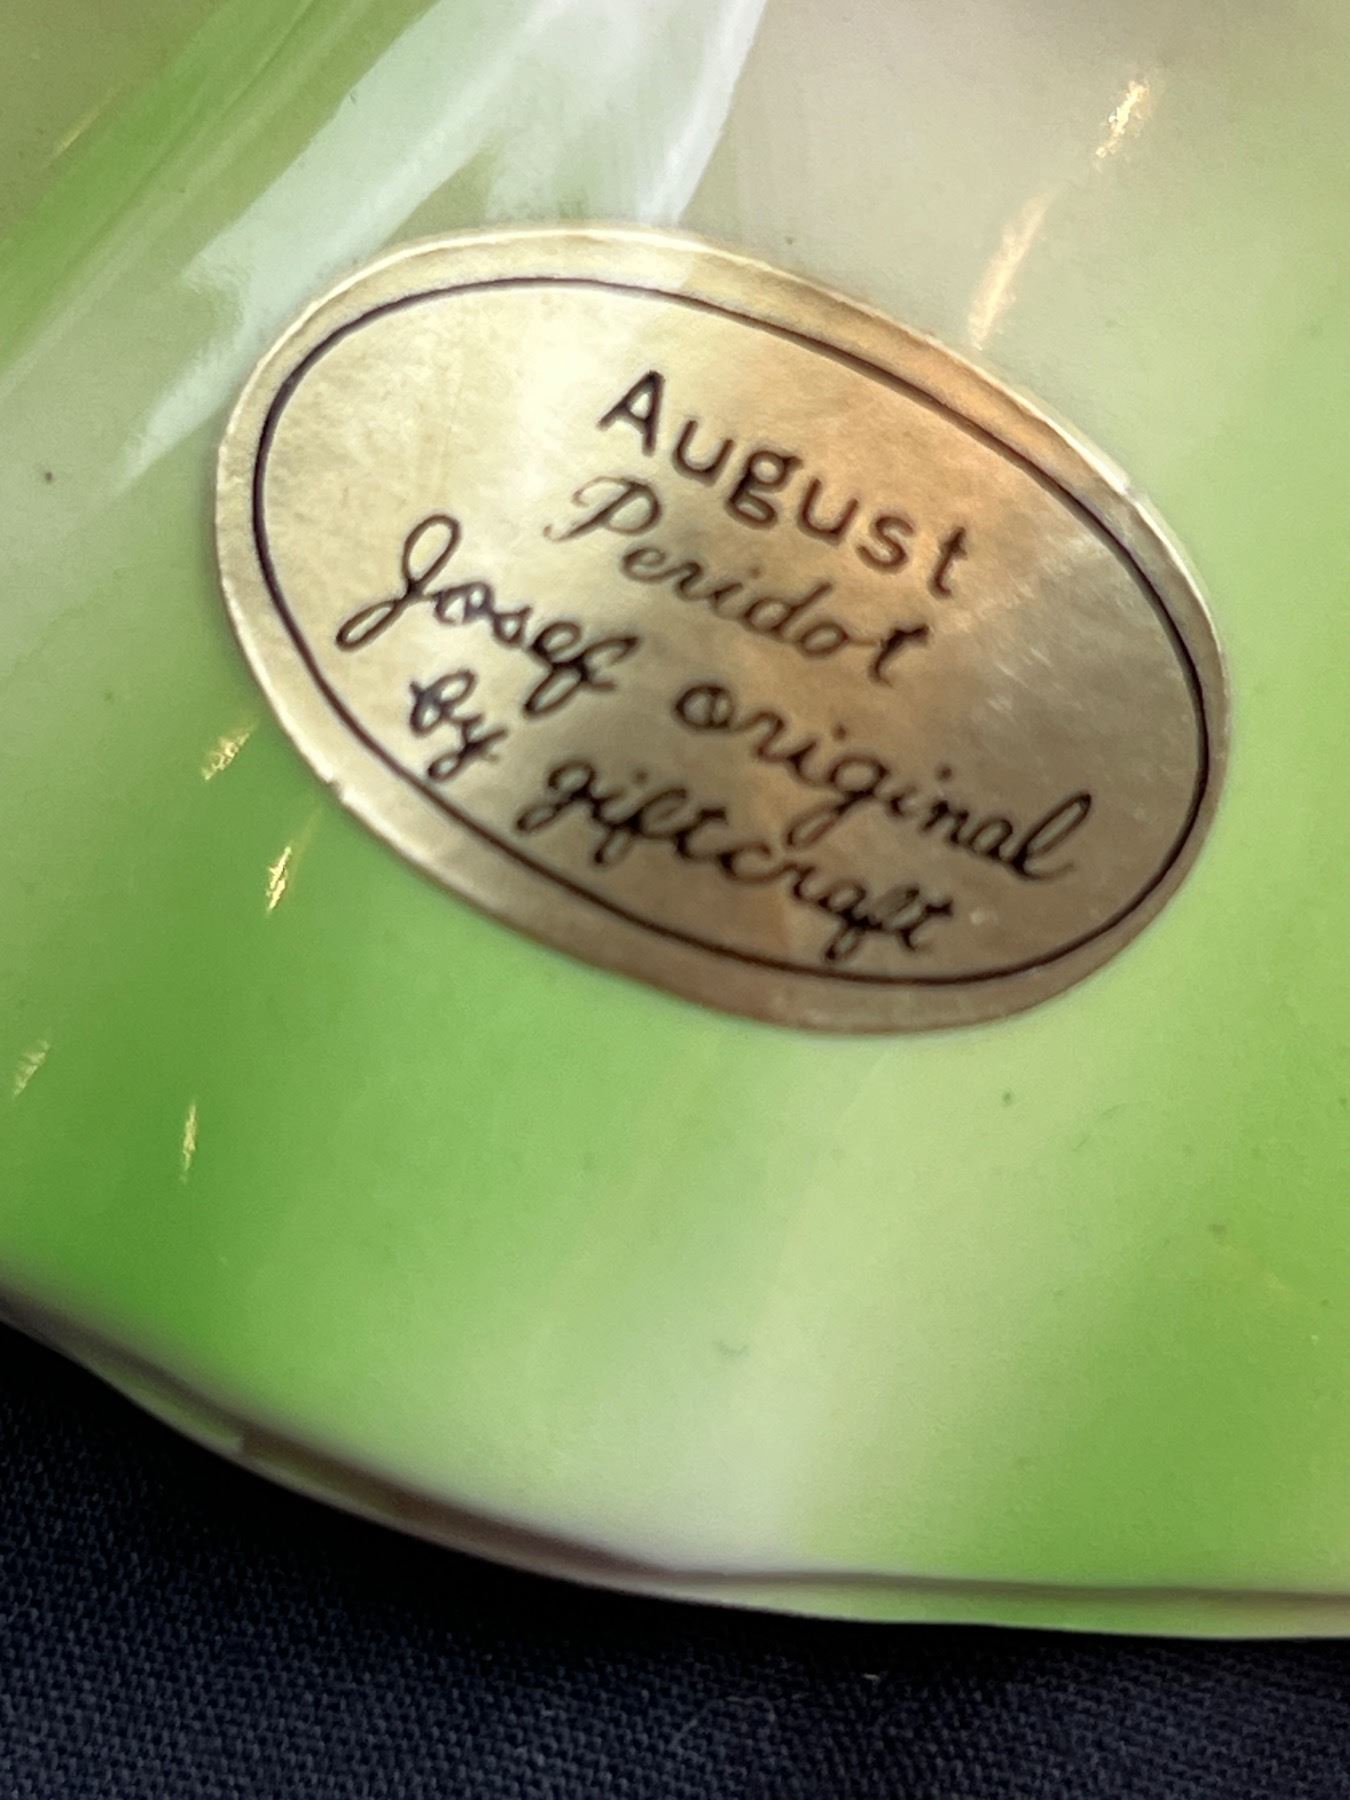 August
Peridot
Josef original
by giftcraft